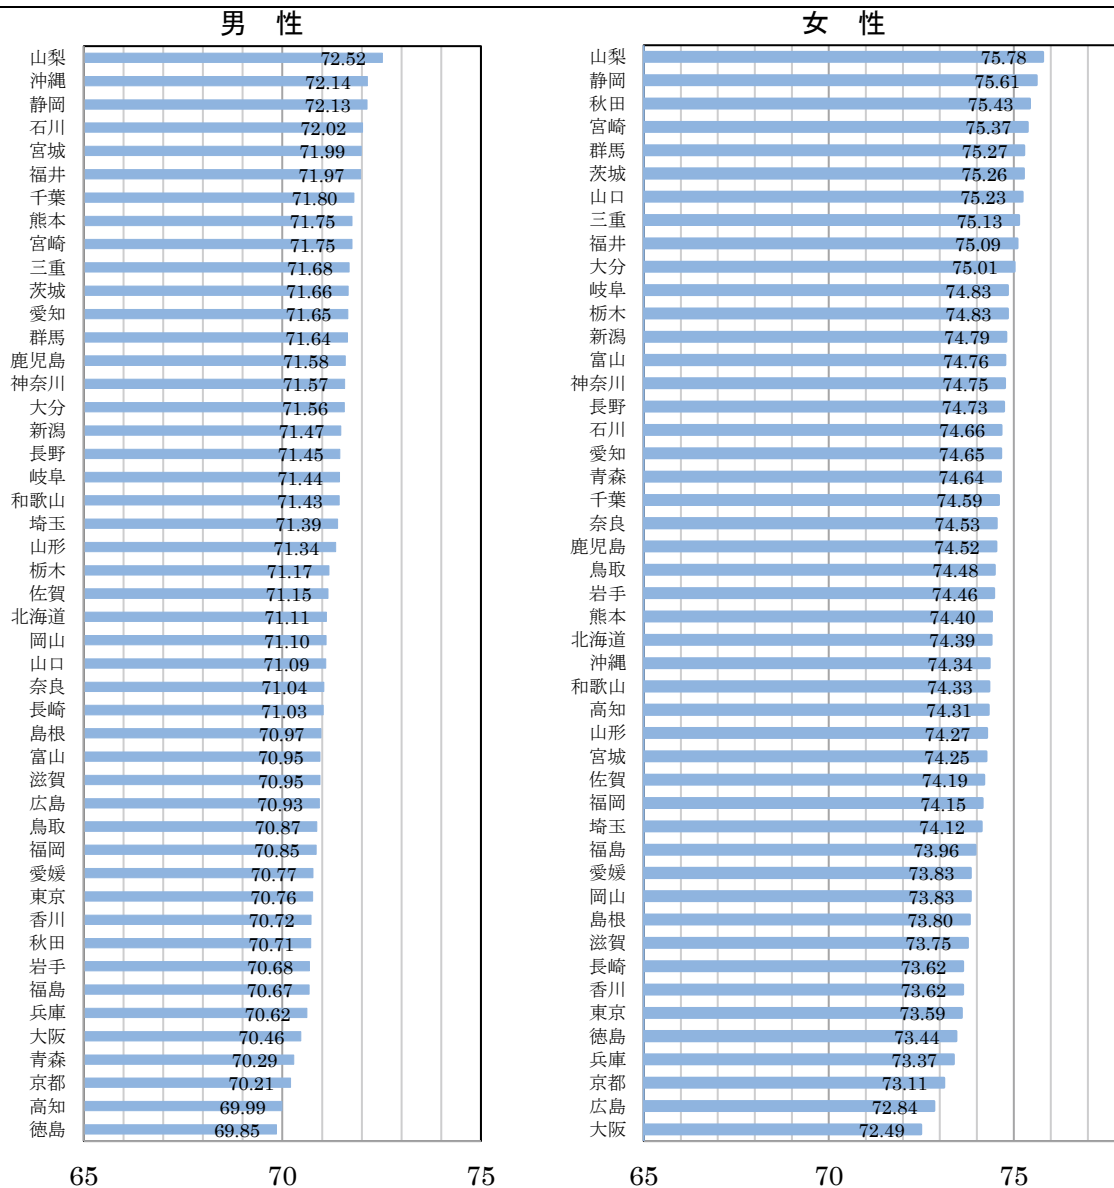 男 性
山梨 72.52
沖縄 72.14
静岡 72.13
石川 72.02
宮城 71.99
福井 71.97
千葉 71.80
熊本 71.75
宮崎 71.75
三重 71.68
茨城 71.66
愛知 71.65
群馬 71.64
鹿児島 71.58
神奈川 71.57
大分 71.56
新潟 71.47
長野 71.45
岐阜 71.44
和歌山 71.43
埼玉 71.39
山形 71.34
栃木 71.17
佐賀 71.15
北海道 71.11
岡山 71.10
山口 71.09
奈良 71.04
長崎 71.03
島根 70.97
富山 70.95
滋賀 70.95
広島 70.93
鳥取 70.87
福岡 70.85
愛媛 70.77
東京 70.76
香川 70.72
秋田 70.71
岩手 70.68
福島 70.67
兵庫 70.62
大阪 70.46
青森 70.29
京都 70.21
高知 69.99
徳島 69.85
65 70 75
女 性
山梨 75.78
静岡 75.61
秋田 75.43
宮崎 75.37
群馬 75.27
茨城 75.26
山口 75.23
三重 75.13
福井 75.09
大分 75.01
岐阜 74.83
栃木 74.83
新潟 74.79
富山 74.76
神奈川 74.75
長野 74.73
石川 74.66
愛知 74.65
青森 74.64
千葉 74.59
奈良 74.53
鹿児島 74.52
鳥取 74.48
岩手 74.46
熊本 74.40
北海道 74.39
沖縄 74.34
和歌山 74.33
高知 74.31
山形 74.27
宮城 74.25
佐賀 74.19
福岡 74.15
埼玉 74.12
福島 73.96
愛媛 73.83
岡山 73.83
島根 73.80
滋賀 73.75
長崎 73.62
香川 73.62
東京 73.59
徳島 73.44
兵庫 73.37
京都 73.11
広島 72.84
大阪 72.49
65 70 75